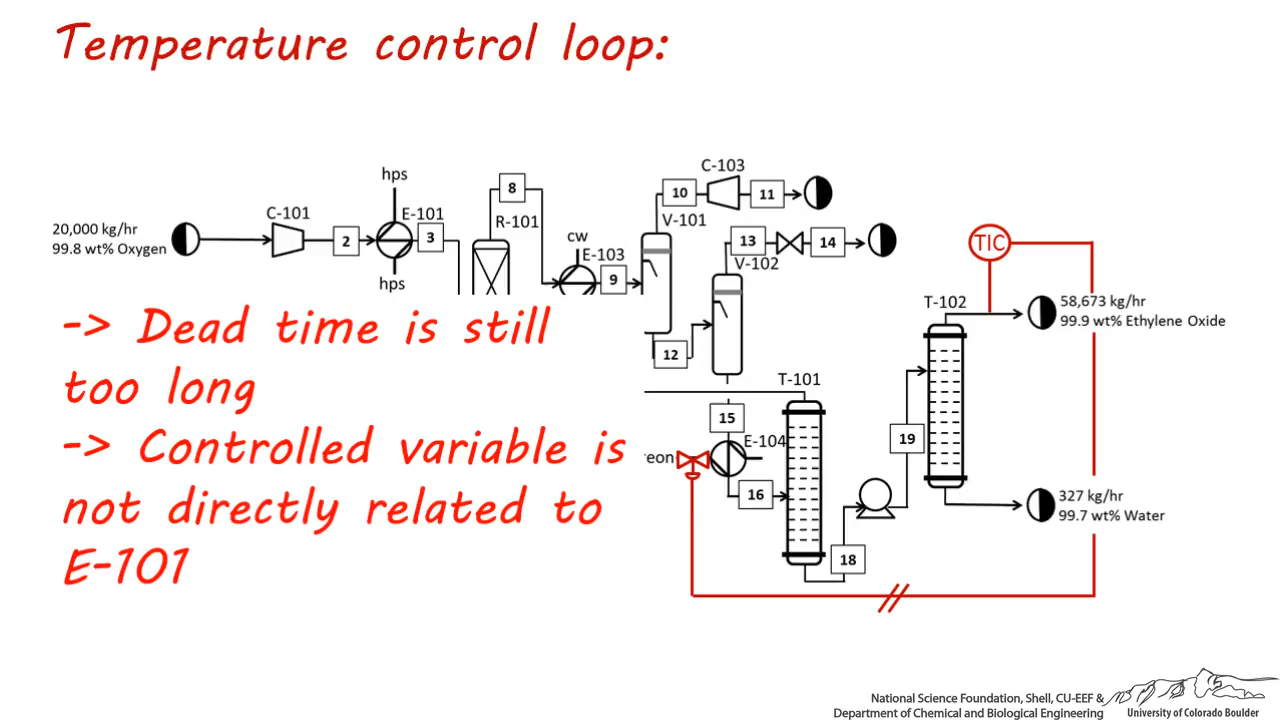 Temperature control loop:
C-103
hps
8
10
11
V-101
C-101
E-101
R-101
20,000 kg/hr
99.8 wt% Oxygen
2
3
cw
E-103
9
hps
13
14
V-102
TIC
T-102
58,673 kg/hr
99.9 wt% Ethylene Oxide
-> Dead time is still
too long
-> Controlled variable is
not directly related to
E-101
12
T-101
15
E-104
reon
16
19
18
327 kg/hr
99.7 wt% Water
National Science Foundation, Shell, CU-EEF &
Department of Chemical and Biological Engineering
University of Colorado Boulder